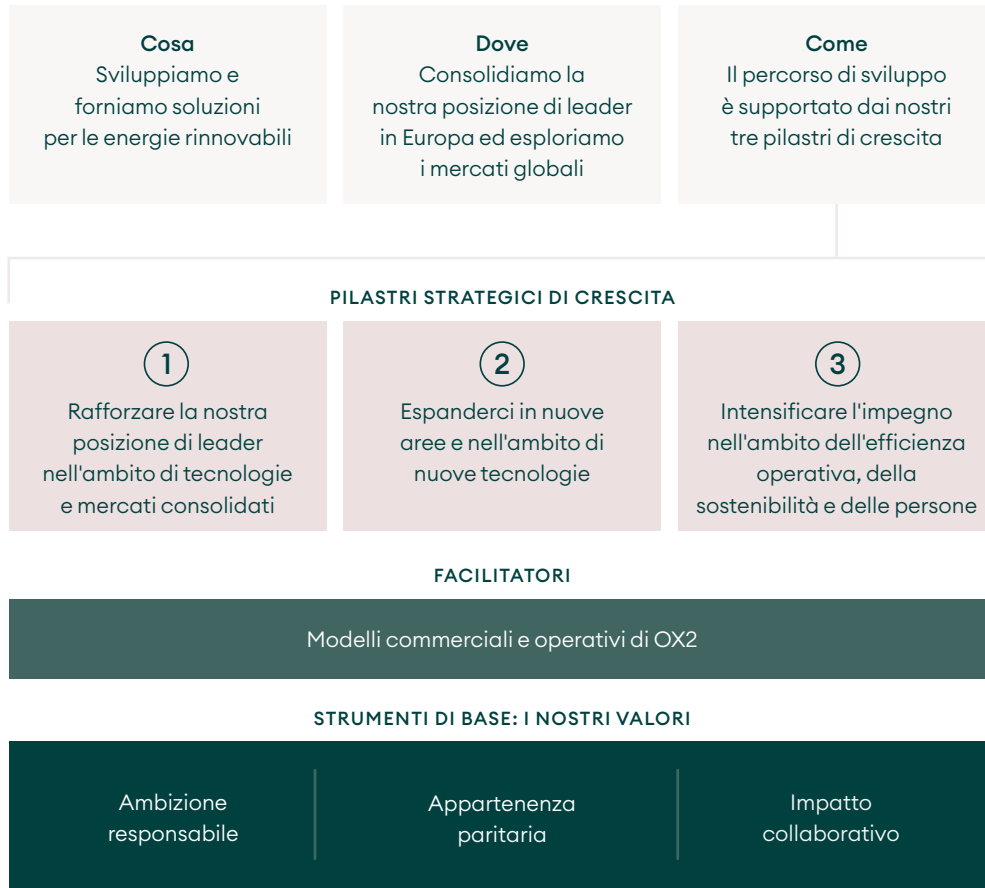 Cosa
Sviluppiamo e
forniamo soluzioni
per le energie rinnovabili
Dove
Consolidiamo la
nostra posizione di leader
in Europa ed esploriamo
i mercati globali
Come
Il percorso di sviluppo
è supportato dai nostri
tre pilastri di crescita
PILASTRI STRATEGICI DI CRESCITA
1
Rafforzare la nostra
posizione di leader
nell'ambito di tecnologie
e mercati consolidati
2
Espanderci in nuove
aree e nell'ambito di
nuove tecnologie
3
Intensificare l'impegno
nell'ambito dell'efficienza
operativa, della
sostenibilità e delle persone
FACILITATORI
Modelli commerciali e operativi di OX2
STRUMENTI DI BASE: I NOSTRI VALORI
Ambizione
responsabile
Appartenenza
paritaria
Impatto
collaborativo